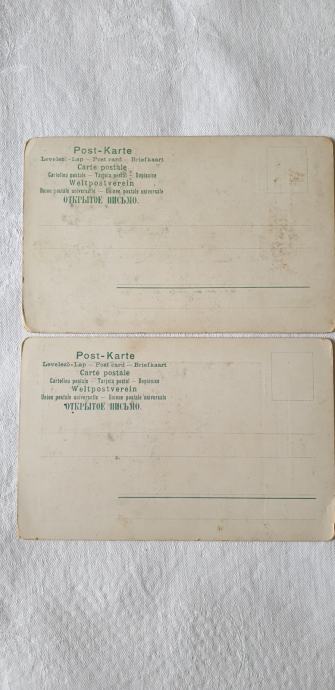 Post-Karte
Levelező-Lap — Post card — Briefkaart
Carte postale
Cartolina postale — Tarjeta postal — Dopisnice
Weltpostverein
Union postale universelle — Unione postale universale
ОТКРЫТОЕ ПИСЬМО.
Post-Karte
Levelező-Lap — Post card — Briefkaart
Carte postale
Cartolina postale — Tarjeta postal — Dopisnice
Weltpostverein
Union postale universelle — Unione postale universale
ОТКРЫТОЕ ПИСЬМО.